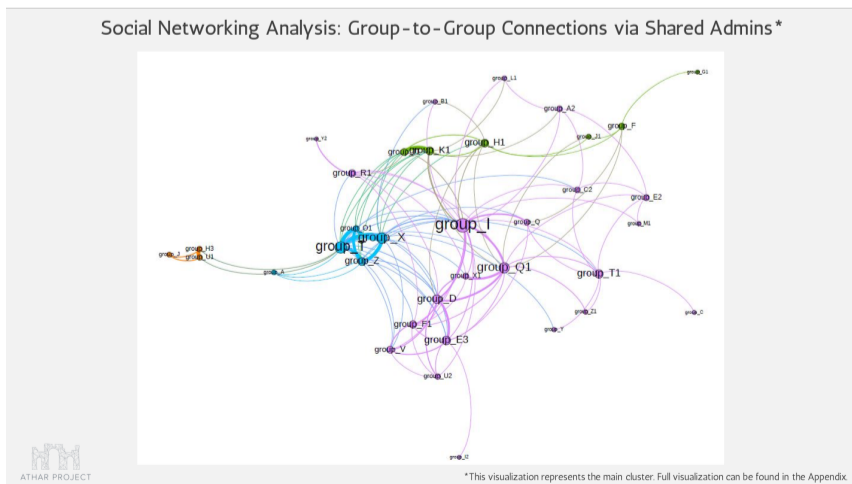 Social Networking Analysis: Group-to-Group Connections via Shared Admins*
group_G1
group_L1
group_B1
group_A2
group_F
group_J1
group_Y2
group_H1
group_K1
group_R1
group_C2
group_E2
group_M1
group_Q
group_I
group_O1
group_X
group_T
group_Z
group_H3
group_J
group_U1
group_A
group_Q1
group_X1
group_T1
group_D
group_Z1
group_F1
group_E3
group_V
group_U2
ATHAR PROJECT
*This visualization represents the main cluster. Full visualization can be found in the Appendix.